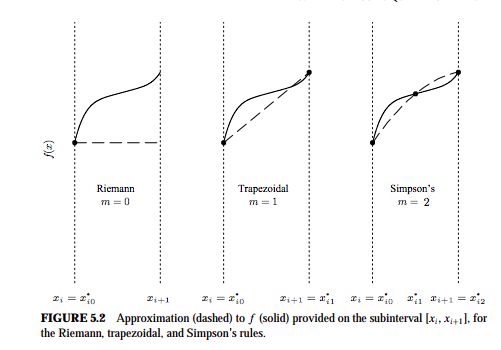 f(x)
Riemann Trapezoidal Simpson's
m = 0 m = 1 m = 2
xᵢ = x*ᵢ₀ xᵢ₊₁ xᵢ = x*ᵢ₀ xᵢ₊₁ = x*ᵢ₁ xᵢ = x*ᵢ₀ x*ᵢ₁ xᵢ₊₁ = x*ᵢ₂
FIGURE 5.2 Approximation (dashed) to f (solid) provided on the subinterval [xᵢ, xᵢ₊₁], for
the Riemann, trapezoidal, and Simpson's rules.